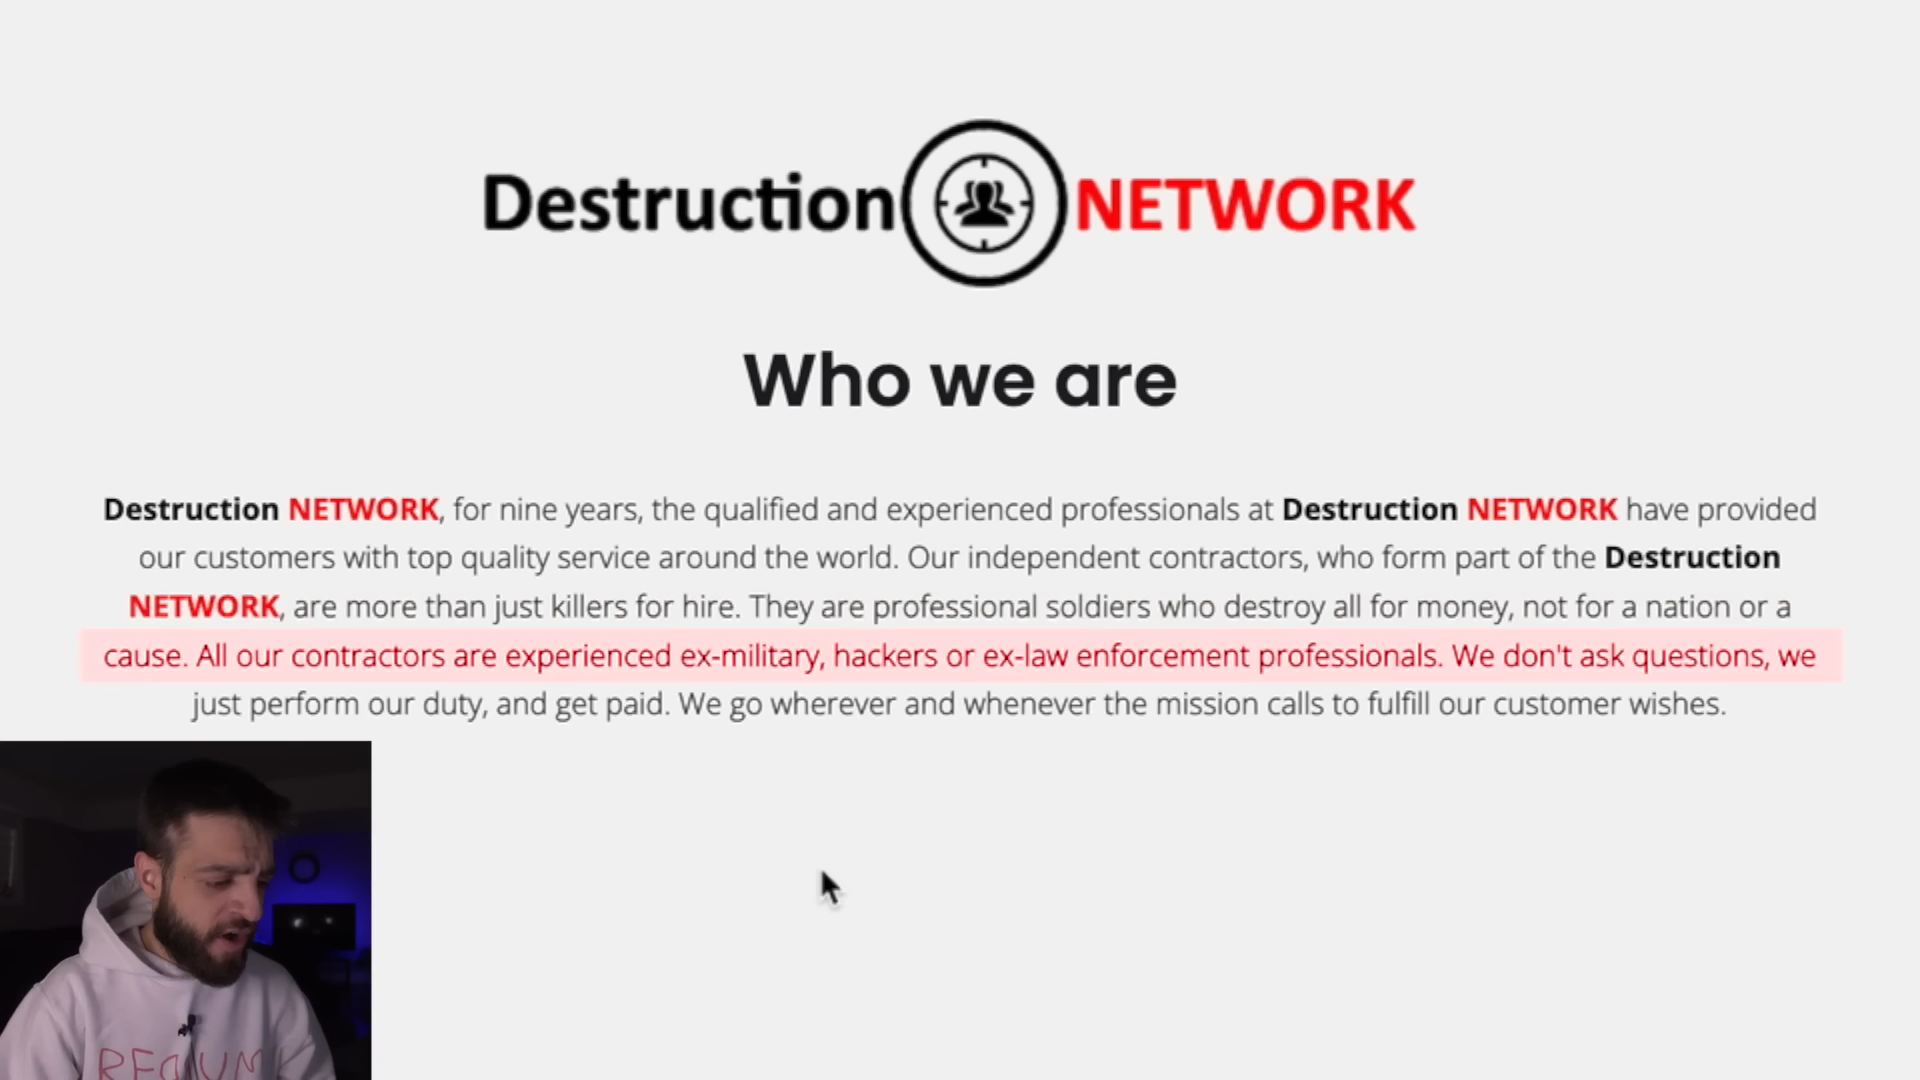 Destruction NETWORK
Who we are
Destruction NETWORK, for nine years, the qualified and experienced professionals at Destruction NETWORK have provided
our customers with top quality service around the world. Our independent contractors, who form part of the Destruction
NETWORK, are more than just killers for hire. They are professional soldiers who destroy all for money, not for a nation or a
cause. All our contractors are experienced ex-military, hackers or ex-law enforcement professionals. We don't ask questions, we
just perform our duty, and get paid. We go wherever and whenever the mission calls to fulfill our customer wishes.